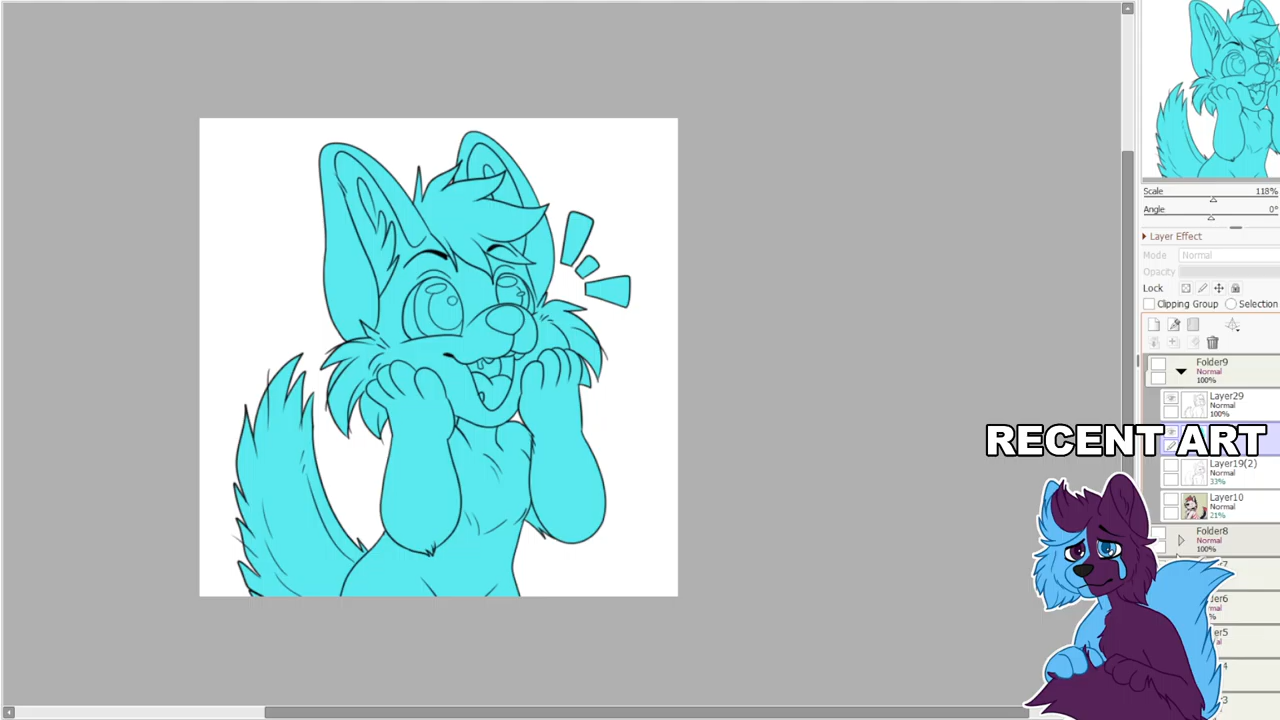 Scale 118%
Angle 0°
Layer Effect
Mode Normal
Opacity
Lock
Clipping Group Selection
Folder9
Normal
100%
Layer29
Normal
100%
RECENT ART
Layer19(2)
Normal
33%
Layer10
Normal
21%
Folder8
Normal
100%